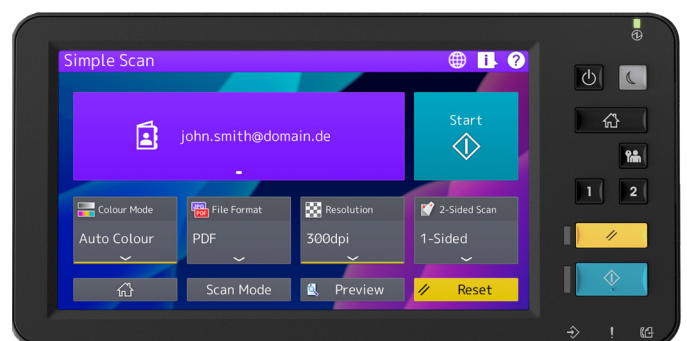 Simple Scan
i
?
john.smith@domain.de
Start
Colour Mode
File Format
Resolution
2-Sided Scan
JPG
PDF
Auto Colour
PDF
300dpi
1-Sided
Scan Mode
Preview
Reset
1
2
!